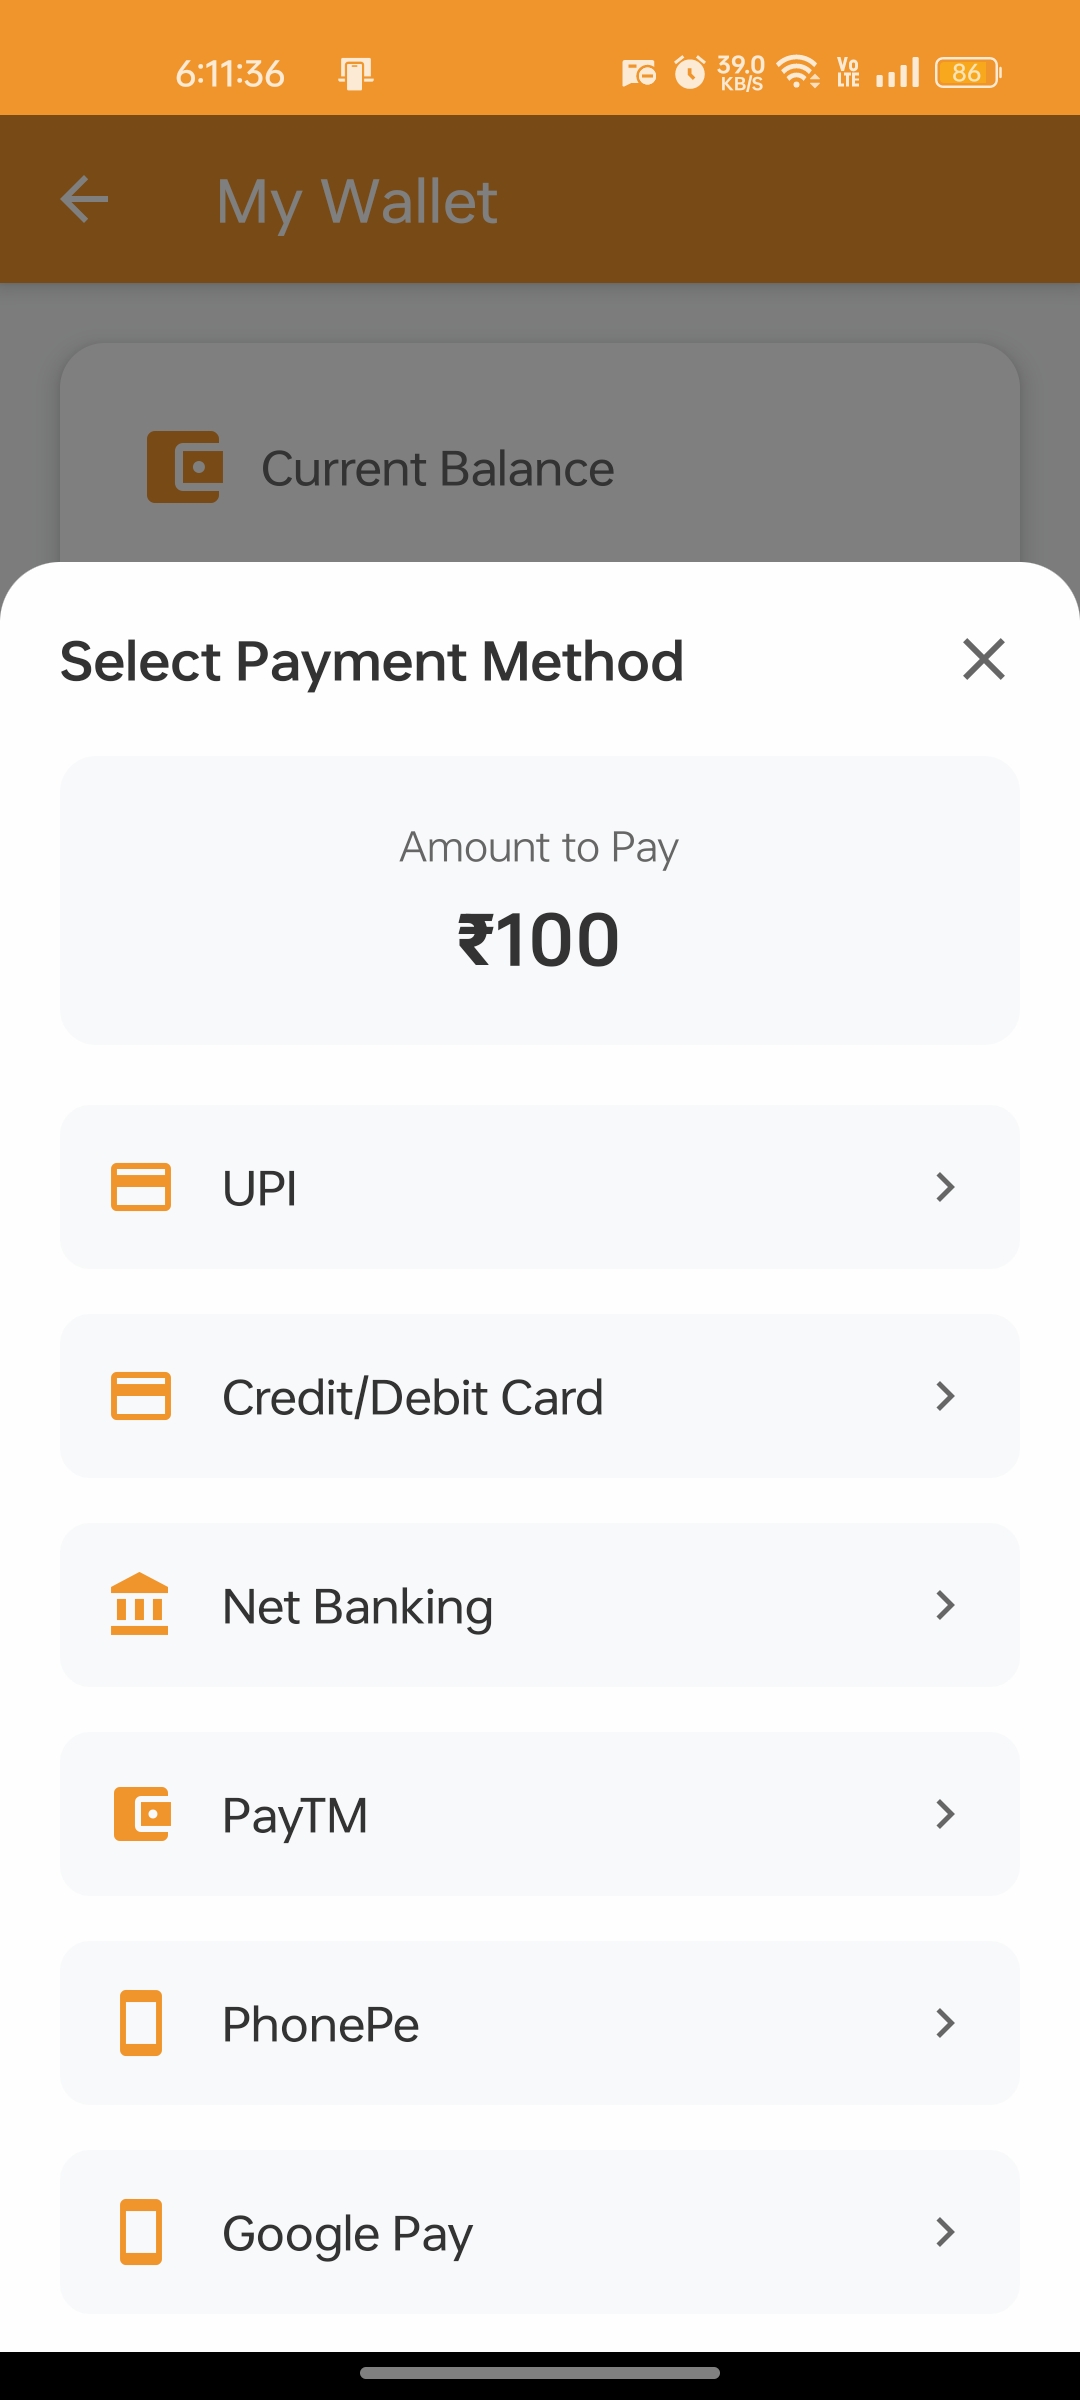 6:11:36
39.0
KB/S
Vo
LTE
86
My Wallet
Current Balance
Select Payment Method
Amount to Pay
₹100
UPI
Credit/Debit Card
Net Banking
PayTM
PhonePe
Google Pay